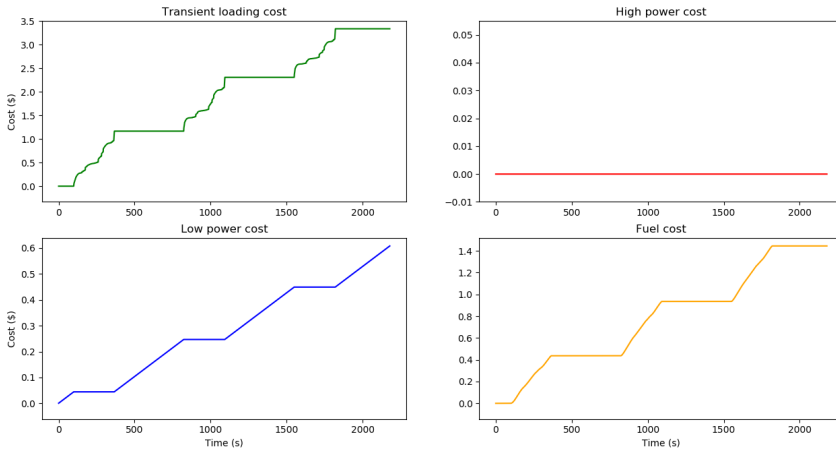 Transient loading cost
Cost ($)
3.5
3.0
2.5
2.0
1.5
1.0
0.5
0.0
0 500 1000 1500 2000
High power cost
0.05
0.04
0.03
0.02
0.01
0.00
−0.01
0 500 1000 1500 2000
Low power cost
Cost ($)
0.6
0.5
0.4
0.3
0.2
0.1
0.0
0 500 1000 1500 2000
Time (s)
Fuel cost
1.4
1.2
1.0
0.8
0.6
0.4
0.2
0.0
0 500 1000 1500 2000
Time (s)